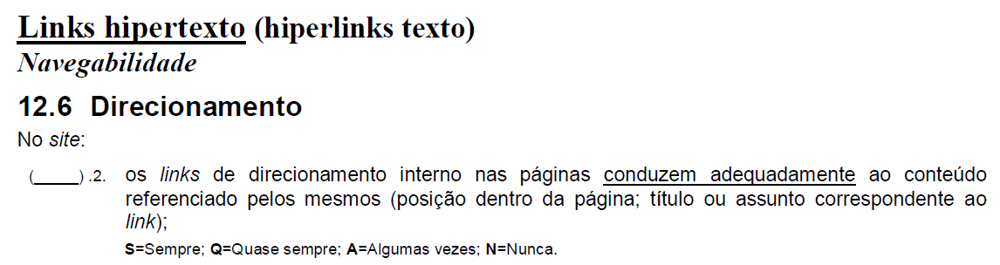 Links hipertexto (hiperlinks texto)
Navegabilidade
12.6 Direcionamento
No site:
(_____) .2. os links de direcionamento interno nas páginas conduzem adequadamente ao conteúdo
referenciado pelos mesmos (posição dentro da página; título ou assunto correspondente ao
link);
S=Sempre; Q=Quase sempre; A=Algumas vezes; N=Nunca.